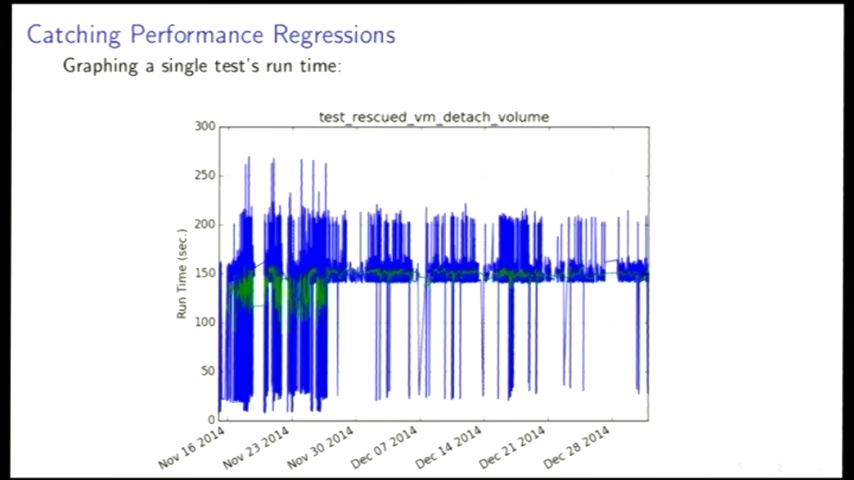 Catching Performance Regressions
Graphing a single test's run time:
test_rescued_vm_detach_volume
300
250
200
150
100
50
0
Run Time (sec.)
Nov 16 2014
Nov 23 2014
Nov 30 2014
Dec 07 2014
Dec 14 2014
Dec 21 2014
Dec 28 2014